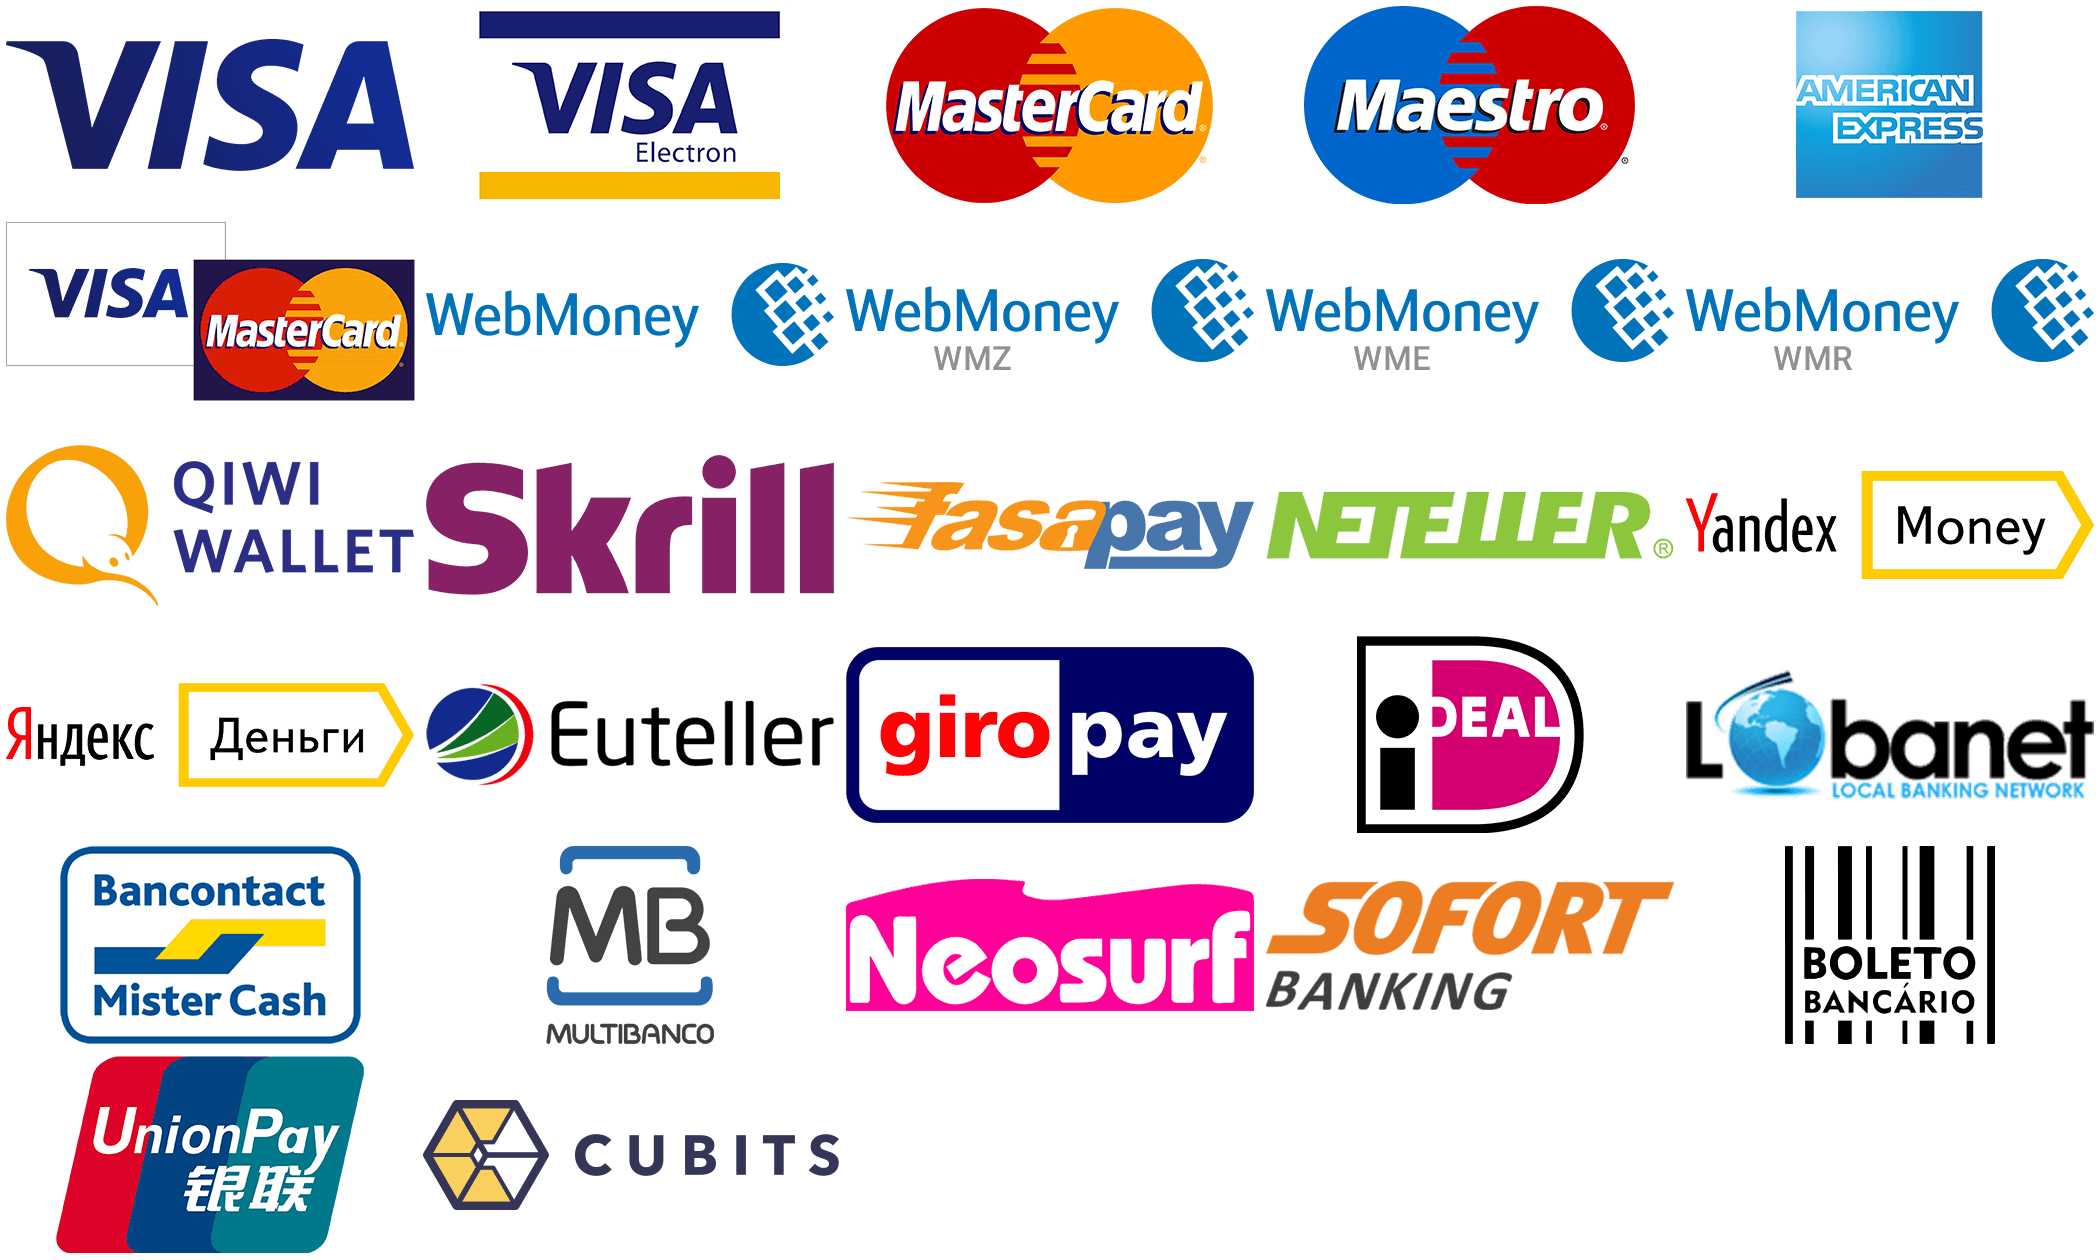 VISA
VISA
Electron
MasterCard
Maestro
AMERICAN
EXPRESS
VISA
MasterCard
WebMoney
WebMoney
WMZ
WebMoney
WME
WebMoney
WMR
QIWI
WALLET
Skrill
fasapay
NETELLER®
Yandex Money
Яндекс Деньги
Euteller
giropay
iDEAL
Lobanet
LOCAL BANKING NETWORK
Bancontact
Mister Cash
MB
MULTIBANCO
Neosurf
SOFORT
BANKING
BOLETO
BANCÁRIO
UnionPay
银联
CUBITS